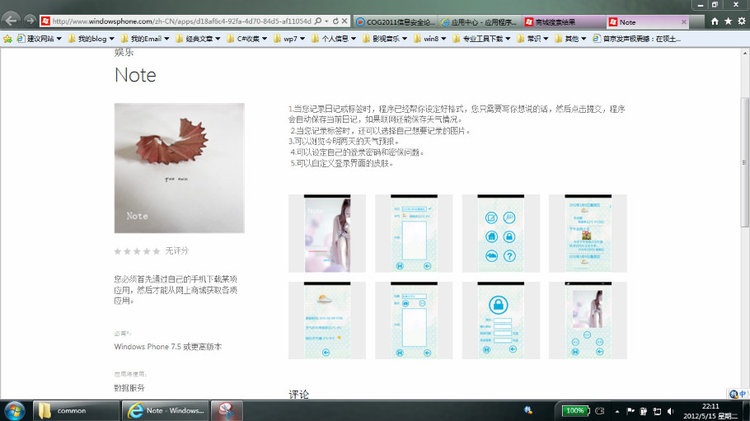 http://www.windowsphone.com/zh-CN/apps/d18af6c4-92fa-4d70-84d5-af11054d
COG2011信息安全论...
应用中心 - 应用程序...
商城搜索结果
Note
建议网站
我的blog
我的Email
经典文章
C#收集
wp7
个人信息
影视音乐
win8
专业工具下载
常识
其他
首页发声极震撼：在领土...
娱乐
Note
1.当您记录日记或标签时，程序已经帮你设定好格式，您只需要写你想说的话，然后点击提交，程序
会自动保存当前日记，如果联网还能保存天气情况。
2.当您记录标签时，还可以选择自己想要记录的图片。
3.可以浏览今明两天的天气预报。
4.可以设定自己的登录密码和密保问题。
5.可以自定义登录界面的皮肤。
Note
无评分
您必须首先通过自己的手机下载某项
应用，然后才能从网上商城获取各项
应用。
必需*:
Windows Phone 7.5 或更高版本
应用将使用:
数据服务
评论
common
Note - Windows...
100%
22:11
2012/5/15 星期二